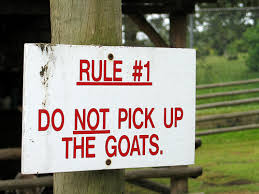 RULE #1
DO NOT PICK UP
THE GOATS.